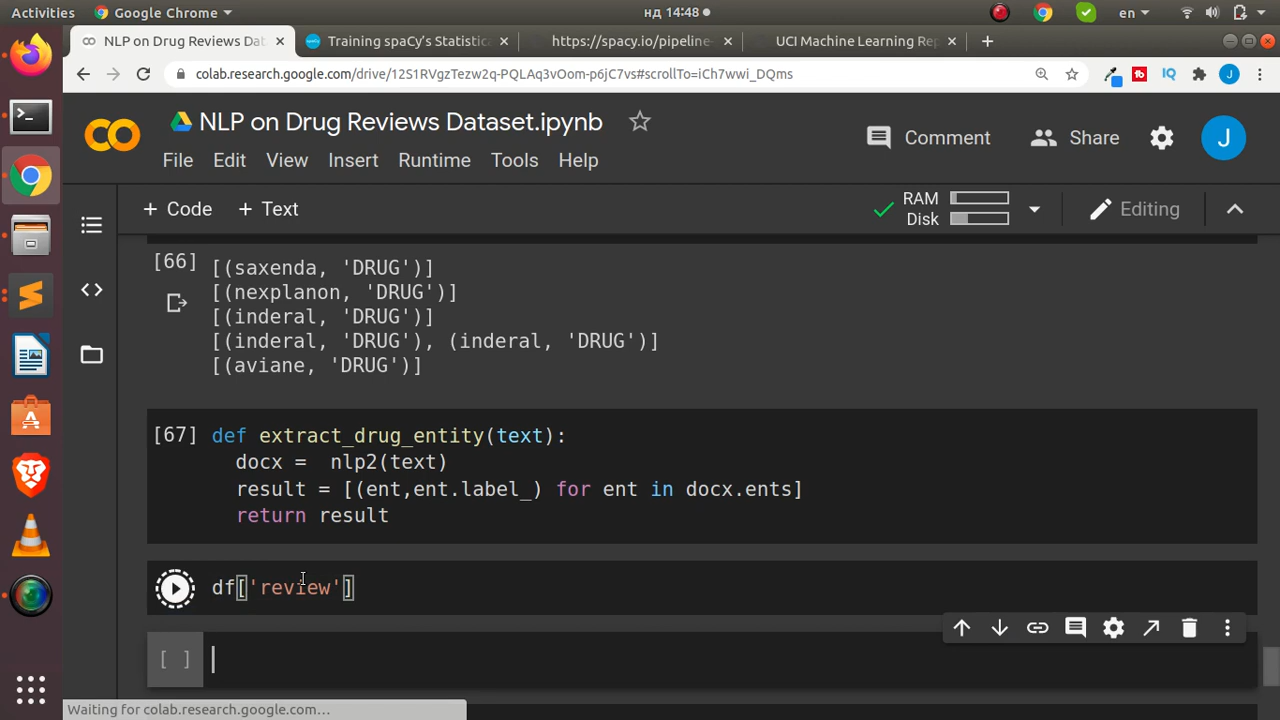 Activities
Google Chrome
нд 14:48
en
NLP on Drug Reviews Dat
Training spaCy's Statistica
https://spacy.io/pipeline-
UCI Machine Learning Rep
colab.research.google.com/drive/12S1RVgzTezw2q-PQLAq3vOom-p6jC7vs#scrollTo=iCh7wwi_DQms
IQ
J
CO
NLP on Drug Reviews Dataset.ipynb
Comment
Share
J
File Edit View Insert Runtime Tools Help
+ Code + Text
RAM
Disk
Editing
[66] [(saxenda, 'DRUG')]
[(nexplanon, 'DRUG')]
[(inderal, 'DRUG')]
[(inderal, 'DRUG'), (inderal, 'DRUG')]
[(aviane, 'DRUG')]
[67] def extract_drug_entity(text):
docx = nlp2(text)
result = [(ent,ent.label_) for ent in docx.ents]
return result
df['review']
[ ]
Waiting for colab.research.google.com...